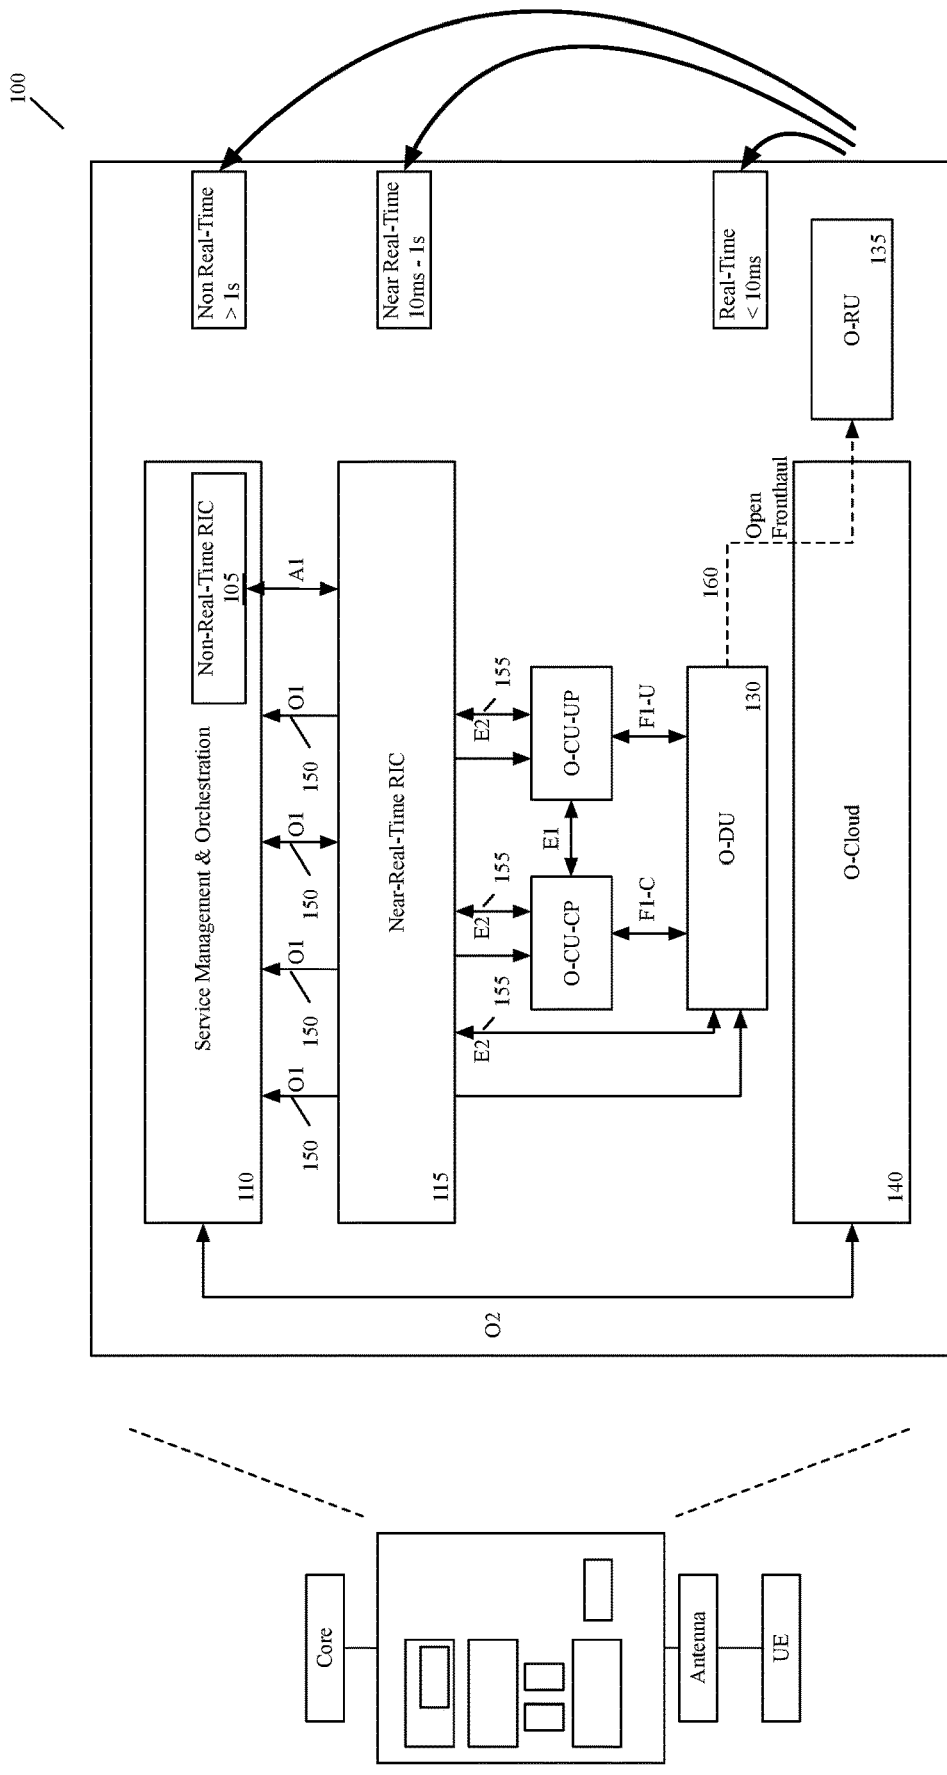 100
Core
Antenna
UE
O2
Service Management & Orchestration
110
Non-Real-Time RIC
105
Non Real-Time
> 1s
O1
150
O1
150
O1
150
O1
150
A1
Near-Real-Time RIC
115
Near Real-Time
10ms - 1s
E2
155
E2
155
E2
155
O-CU-CP
E1
O-CU-UP
F1-C
F1-U
O-DU
130
160
Open
Fronthaul
Real-Time
< 10ms
O-Cloud
140
O-RU
135